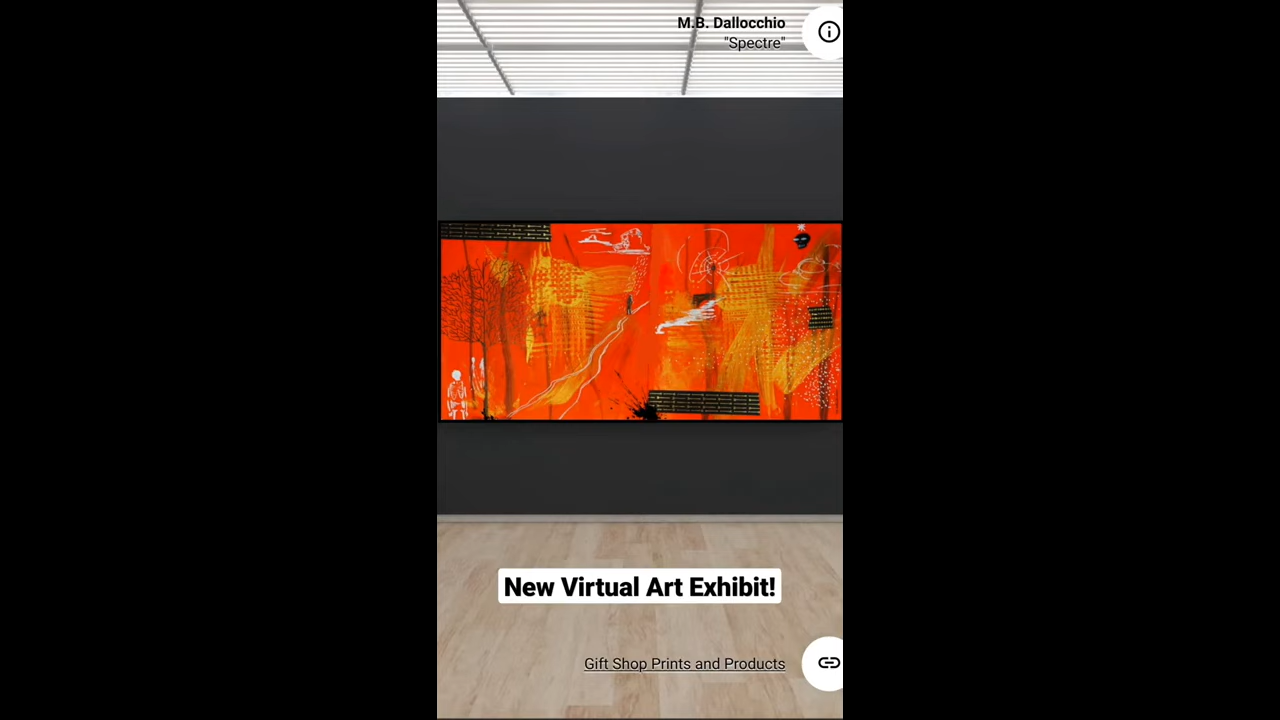 M.B. Dallocchio
"Spectre"
New Virtual Art Exhibit!
Gift Shop Prints and Products